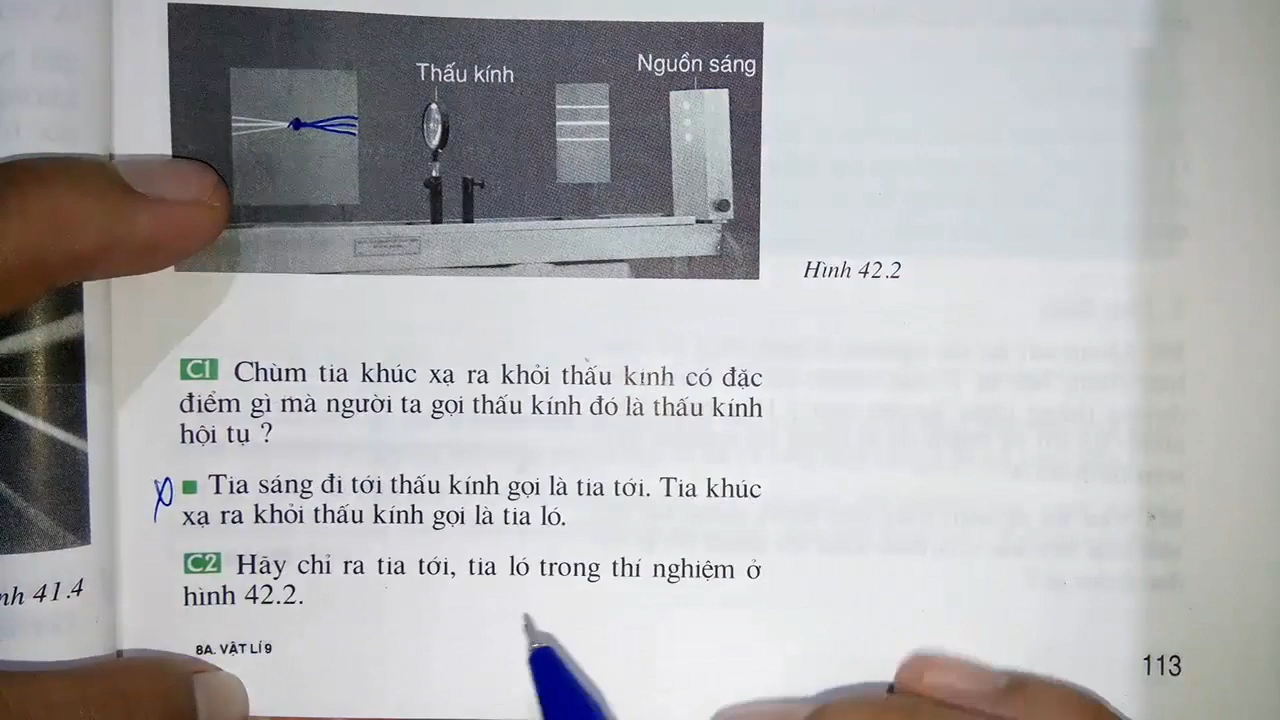 Thấu kính
Nguồn sáng
Hình 42.2
C1 Chùm tia khúc xạ ra khỏi thấu kính có đặc
điểm gì mà người ta gọi thấu kính đó là thấu kính
hội tụ ?
■ Tia sáng đi tới thấu kính gọi là tia tới. Tia khúc
xạ ra khỏi thấu kính gọi là tia ló.
C2 Hãy chỉ ra tia tới, tia ló trong thí nghiệm ở
hình 42.2.
nh 41.4
8A. VẬT LÍ 9
113